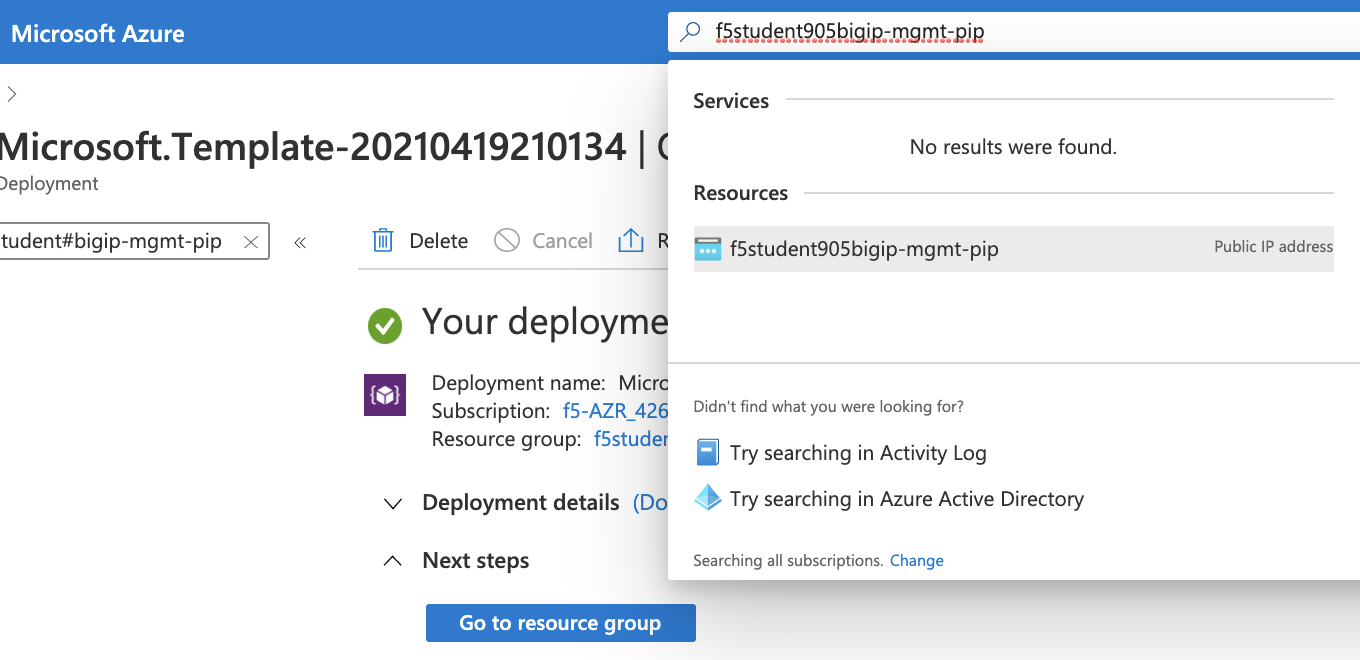 Microsoft Azure
f5student905bigip-mgmt-pip
Services
No results were found.
Resources
f5student905bigip-mgmt-pip
Public IP address
Didn't find what you were looking for?
Try searching in Activity Log
Try searching in Azure Active Directory
Searching all subscriptions. Change
Microsoft.Template-20210419210134 |
Deployment
tudent#bigip-mgmt-pip
Delete
Cancel
R
Your deployme
Deployment name: Micro
Subscription: f5-AZR_426
Resource group: f5studen
Deployment details (Do
Next steps
Go to resource group